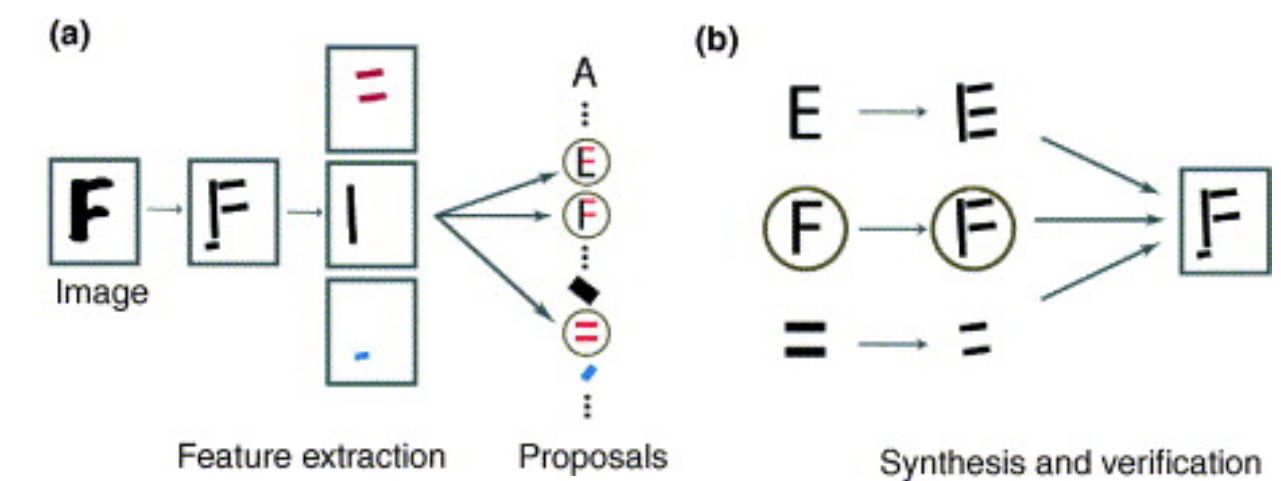 (a)
(b)
F
F
Image
Feature extraction
A
E
F
=
Proposals
E E
F F
= =
F
Synthesis and verification